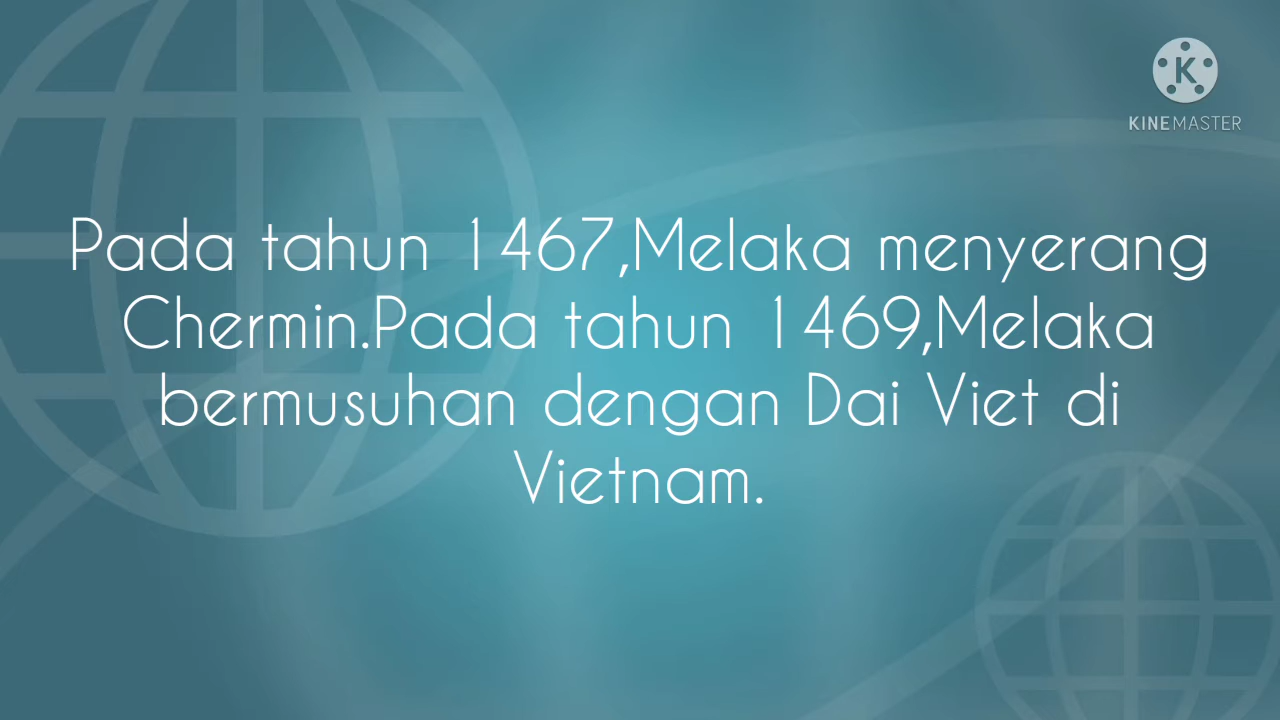 KINEMASTER
Pada tahun 1467,Melaka menyerang
Chermin.Pada tahun 1469,Melaka
bermusuhan dengan Dai Viet di
Vietnam.